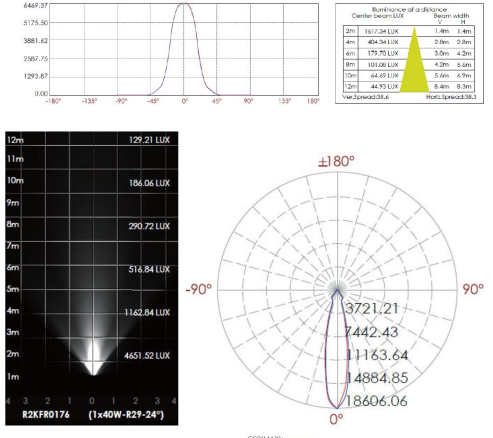 6469.37
5175.50
3881.62
2587.75
1293.87
0.00
-180° -135° -90° -45° 0° 45° 90° 135° 180°
Illuminance at a distance
Center beam LUX Beam width
V H
2m 1617.34 LUX 1.4m 1.4m
4m 404.34 LUX 2.8m 2.8m
6m 179.70 LUX 3.0m 4.2m
8m 101.08 LUX 4.2m 5.6m
10m 64.69 LUX 5.6m 6.9m
12m 44.93 LUX 8.4m 8.3m
Ver.Spread:38.6 Horiz.Spread:38.3
12m 129.21 LUX
11m
10m 186.06 LUX
9m
8m 290.72 LUX
7m
6m 516.84 LUX
5m
4m 1162.84 LUX
3m
2m 4651.52 LUX
1m
4 3 2 1 0 1 2 3 4
R2KFR0176 (1x40W-R29-24°)
±180°
-90° 90°
3721.21
7442.43
11163.64
14884.85
18606.06
0°